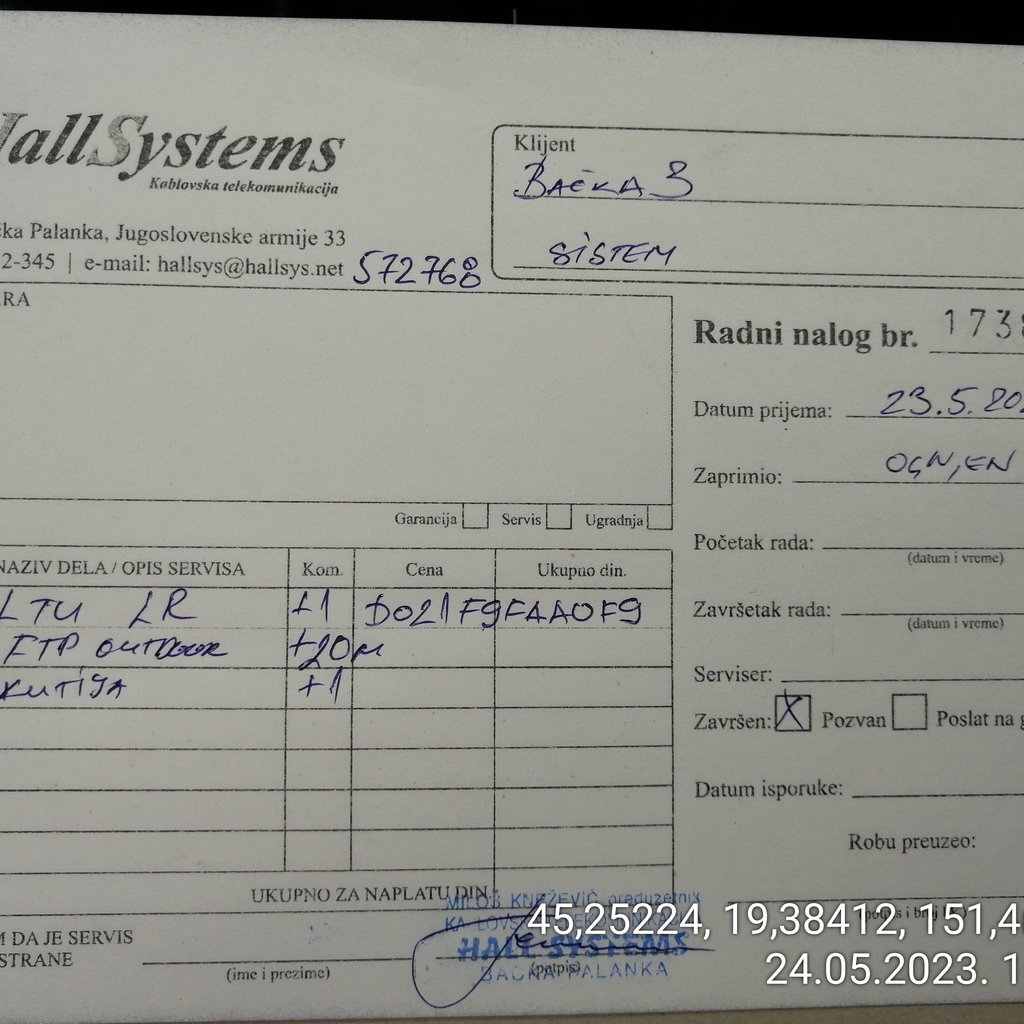 HallSystems
Kablovska telekomunikacija
ka Palanka, Jugoslovenske armije 33
2-345 | e-mail: hallsys@hallsys.net 572768
Klijent
BAČKA 3
SISTEM
RA
Garancija Servis Ugradnja
Radni nalog br. 173
Datum prijema: 23.5.20
Zaprimio: OGNJEN
Početak rada:
(datum i vreme)
Završetak rada:
(datum i vreme)
Serviser:
Završen: X Pozvan Poslat na g
Datum isporuke:
Robu preuzeo:
NAZIV DELA / OPIS SERVISA Kom. Cena Ukupno din.
LTU LR +1 D021F9FAA0F9
FTP OUTDOOR +20m
KUTIJA +1
UKUPNO ZA NAPLATU DIN.
MILOŠ KNEŽEVIĆ preduzetnik
HALL SYSTEMS
BAČKA PALANKA
M DA JE SERVIS
STRANE
(ime i prezime) (potpis)
45,25224, 19,38412, 151,4
24.05.2023. 1